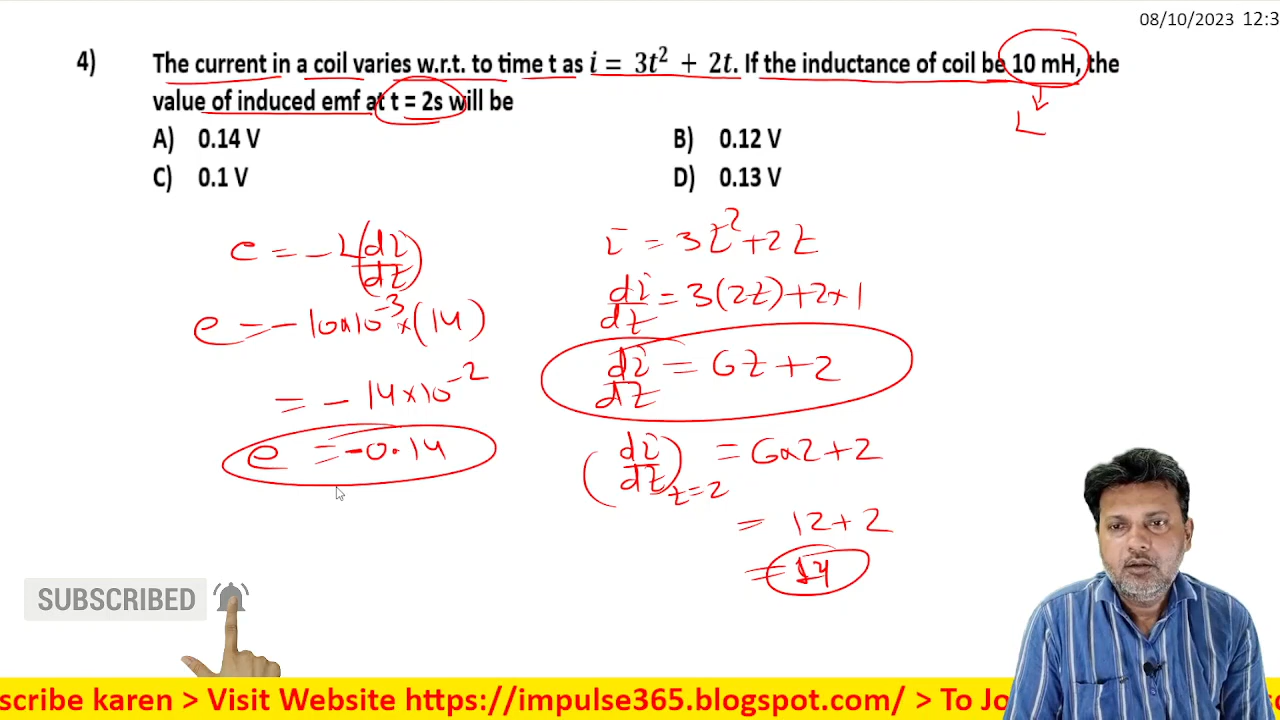 08/10/2023 12:3
4) The current in a coil varies w.r.t. to time t as i = 3t² + 2t. If the inductance of coil be 10 mH, the
value of induced emf at t = 2s will be
A) 0.14 V B) 0.12 V
C) 0.1 V D) 0.13 V
L
e = -L(di/dt)
e = -10×10⁻³×(14)
= -14×10⁻²
e = -0.14
i = 3t²+2t
di/dt = 3(2t)+2×1
di/dt = 6t+2
(di/dt)t=2 = 6×2+2
= 12+2
= 14
SUBSCRIBED
scribe karen > Visit Website https://impulse365.blogspot.com/ > To Jo